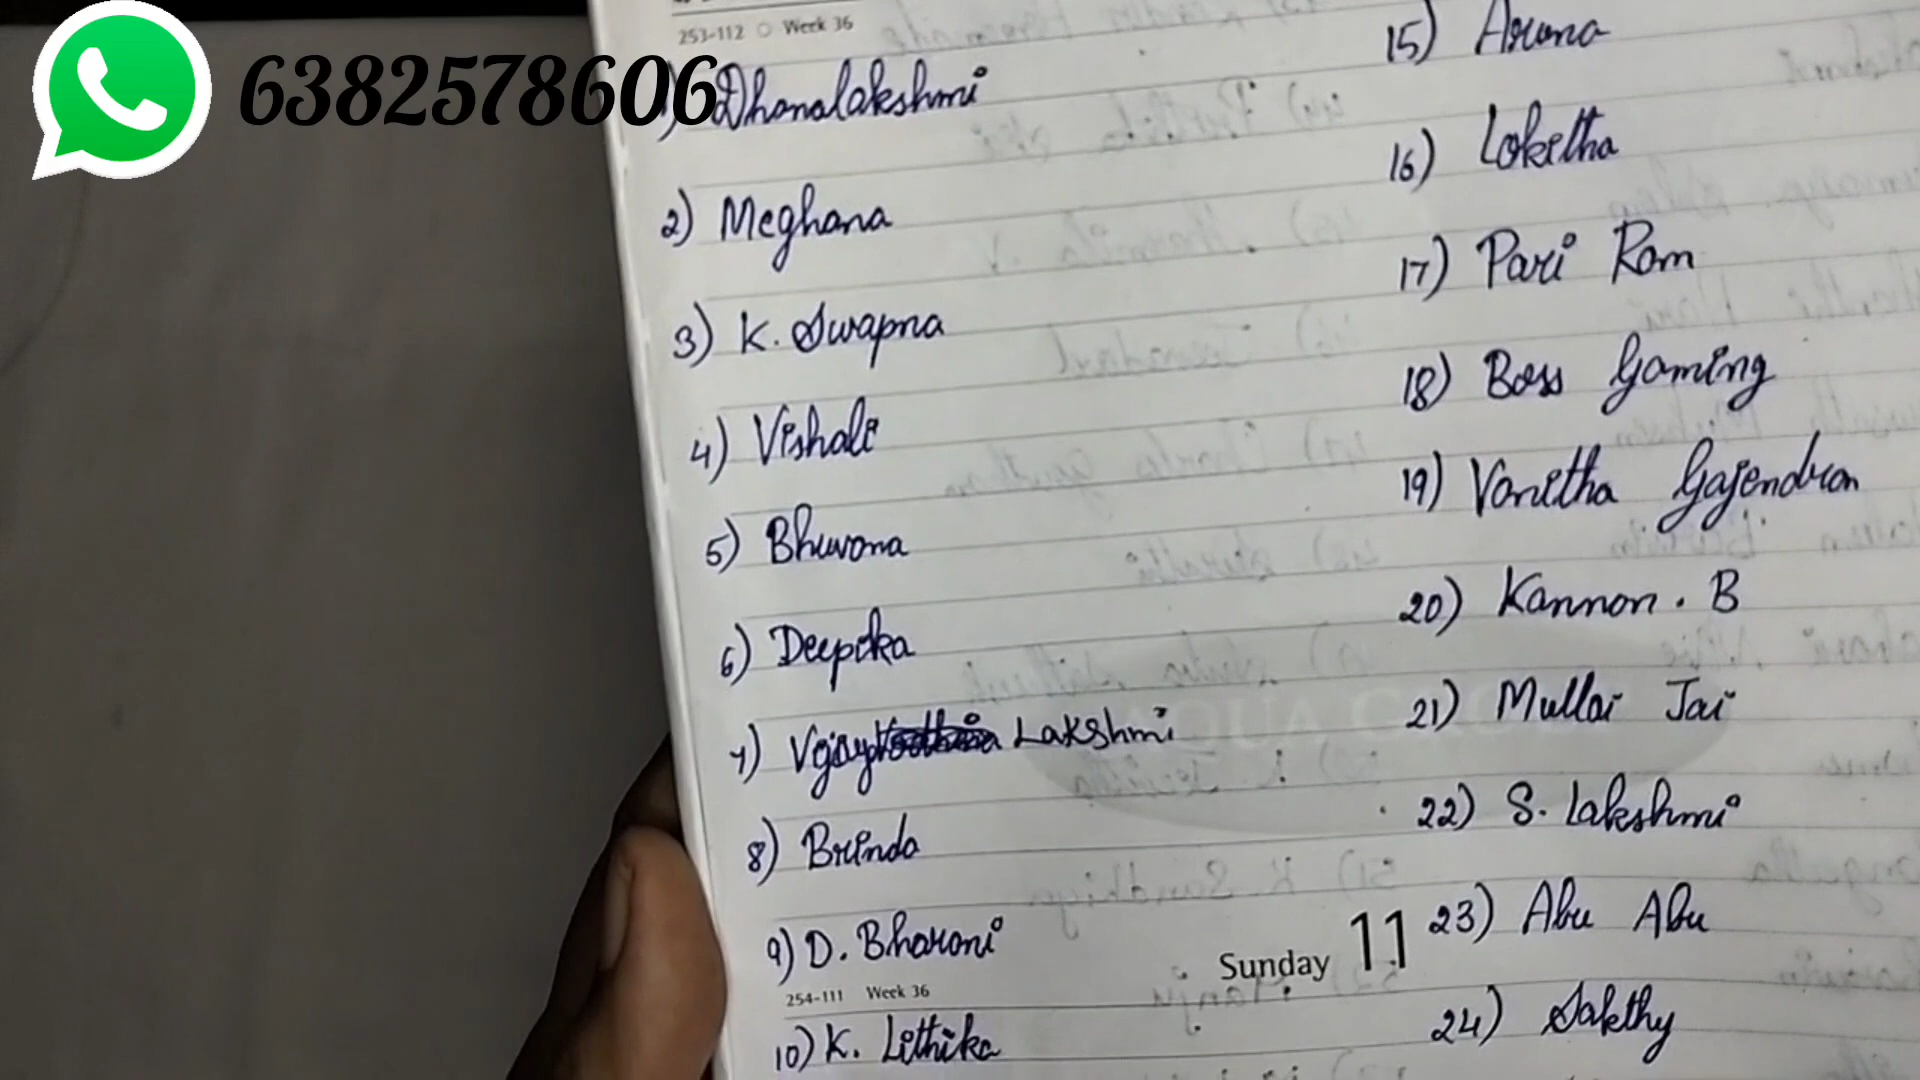 6382578606
253-112 Week 36
1) Dhanalakshmi
2) Meghana
3) K. Swapna
4) Vishali
5) Bhuvana
6) Deepika
7) Vijay Lakshmi
8) Brinda
9) D. Bharani
254-111 Week 36
10) K. Lithika
15) Aruna
16) Loketha
17) Pari Ram
18) Boss Gaming
19) Vanitha Gajendran
20) Kannan. B
21) Mullai Jai
22) S. Lakshmi
Sunday 11
23) Abu Abu
24) Sakthy